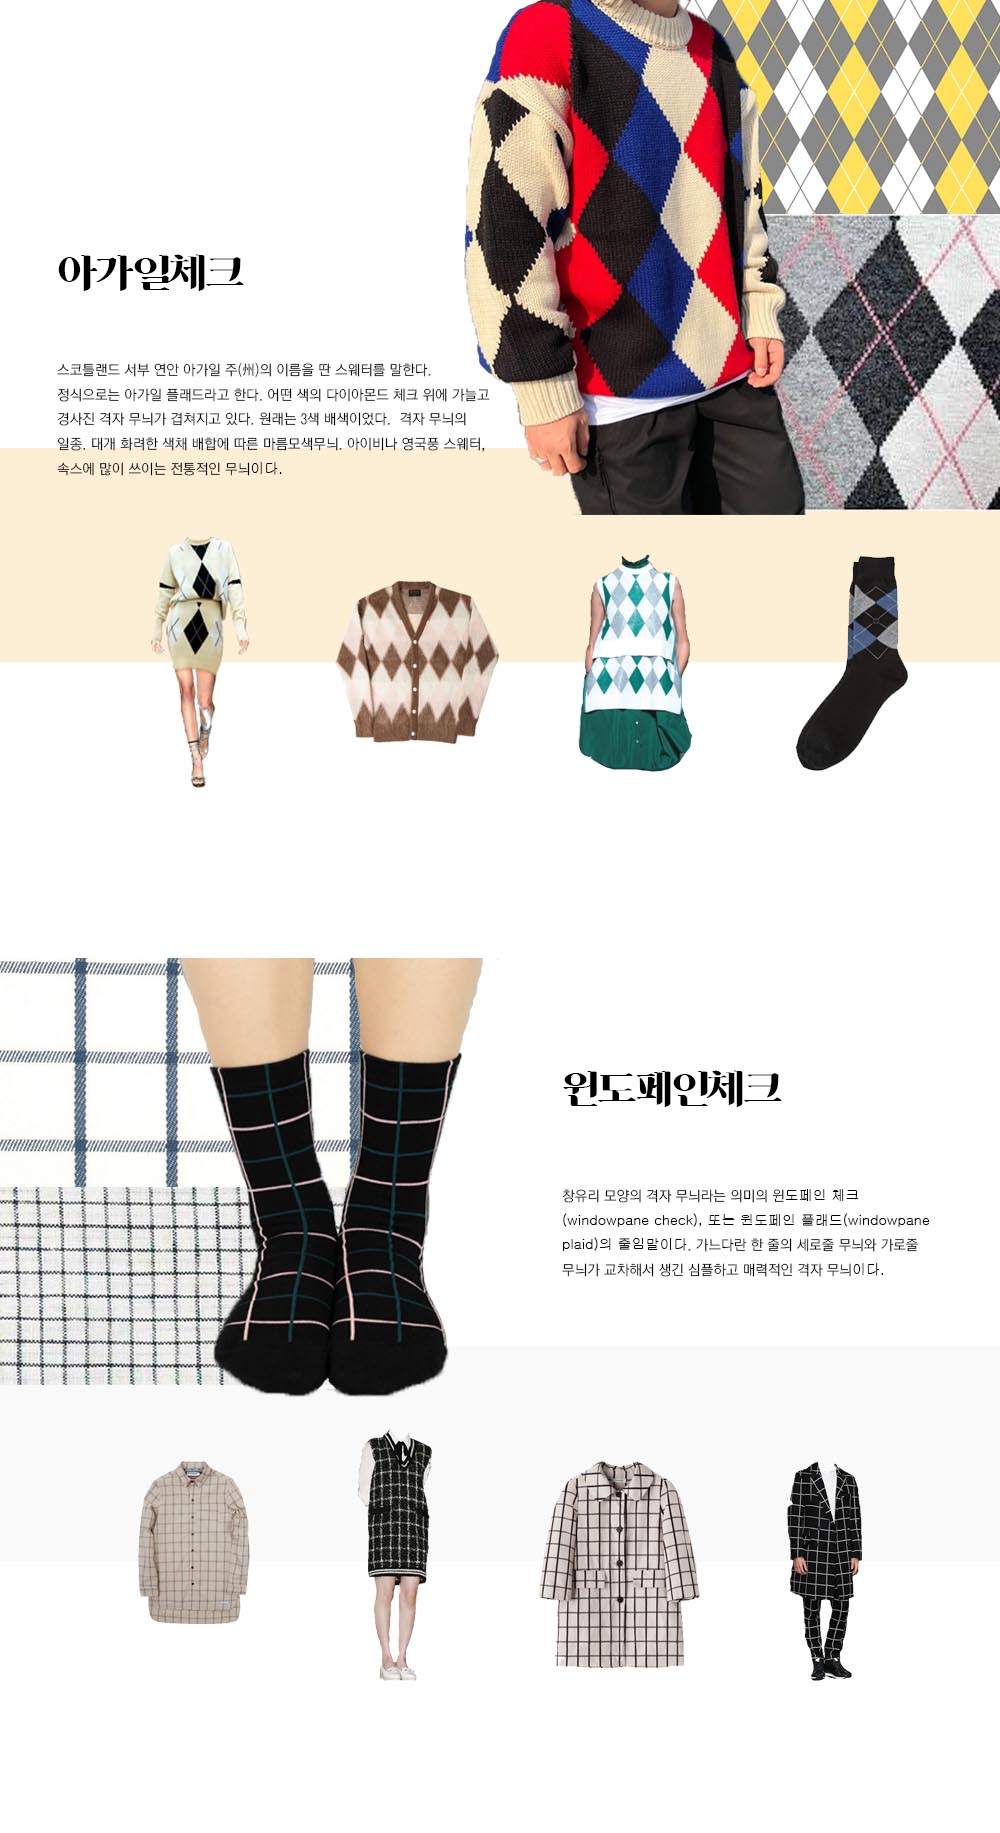 아가일체크
스코틀랜드 서부 연안 아가일 주(州)의 이름을 딴 스웨터를 말한다.
정식으로는 아가일 플래드라고 한다. 어떤 색의 다이아몬드 체크 위에 가늘고
경사진 격자 무늬가 겹쳐지고 있다. 원래는 3색 배색이었다. 격자 무늬의
일종. 대개 화려한 색채 배합에 따른 마름모색무늬. 아이비나 영국풍 스웨터,
속스에 많이 쓰이는 전통적인 무늬이다.
윈도페인체크
창유리 모양의 격자 무늬라는 의미의 윈도페인 체크
(windowpane check), 또는 윈도페인 플래드(windowpane
plaid)의 줄임말이다. 가느다란 한 줄의 세로줄 무늬와 가로줄
무늬가 교차해서 생긴 심플하고 매력적인 격자 무늬이다.